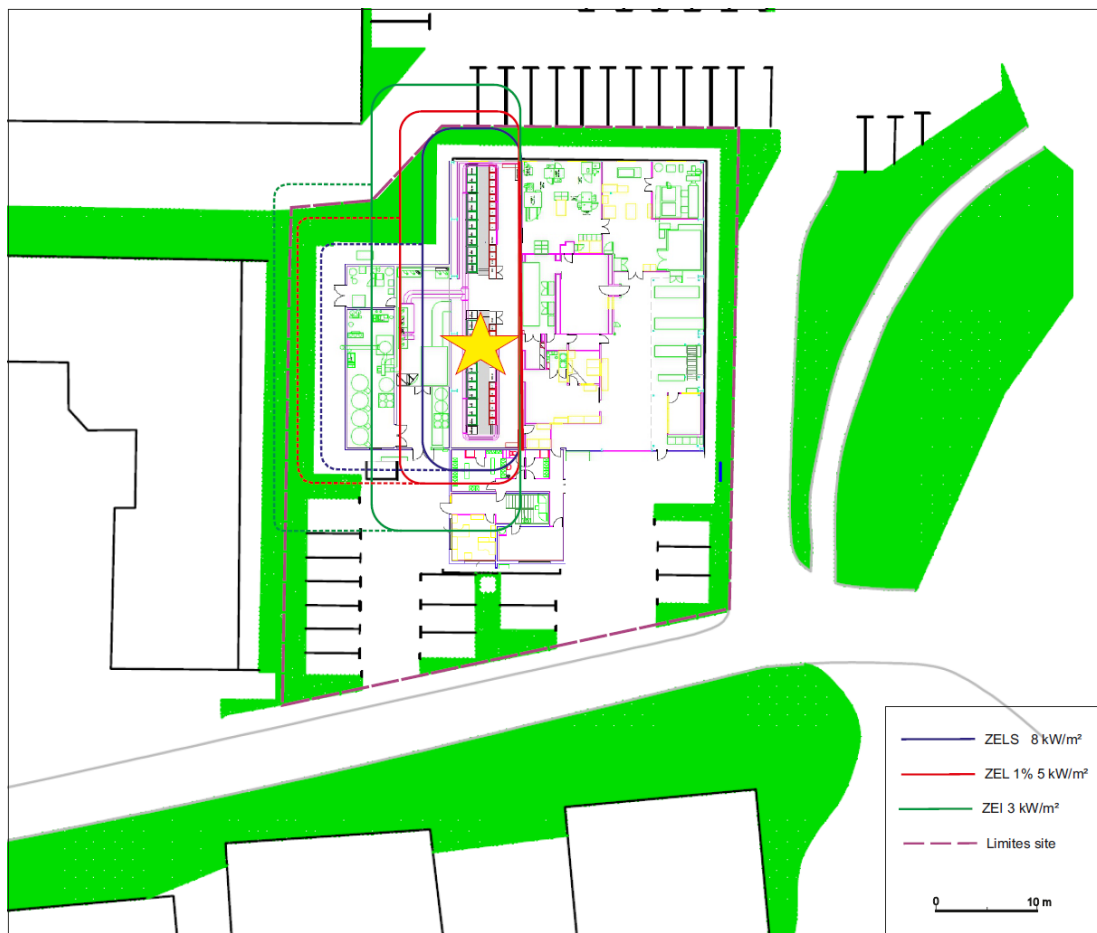 ZELS 8 kW/m²
ZEL 1% 5 kW/m²
ZEI 3 kW/m²
Limites site
0 10 m